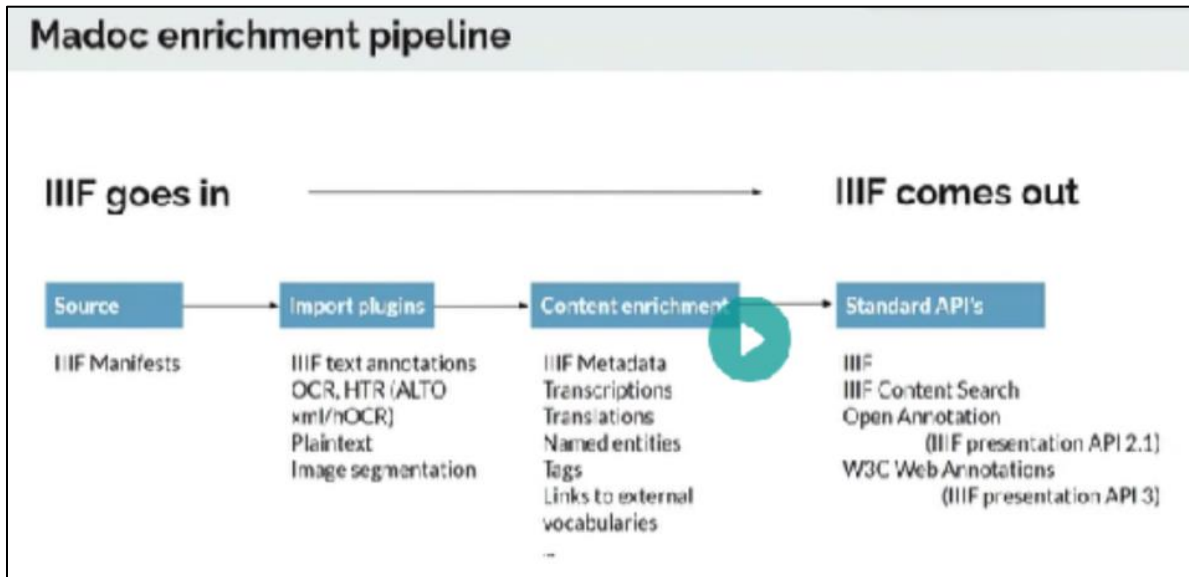 Madoc enrichment pipeline
IIIF goes in
IIIF comes out
Source
IIIF Manifests
Import plugins
IIIF text annotations
OCR, HTR (ALTO
xml/hOCR)
Plaintext
Image segmentation
Content enrichment
IIIF Metadata
Transcriptions
Translations
Named entities
Tags
Links to external
vocabularies
...
Standard API's
IIIF
IIIF Content Search
Open Annotation
(IIIF presentation API 2.1)
W3C Web Annotations
(IIIF presentation API 3)